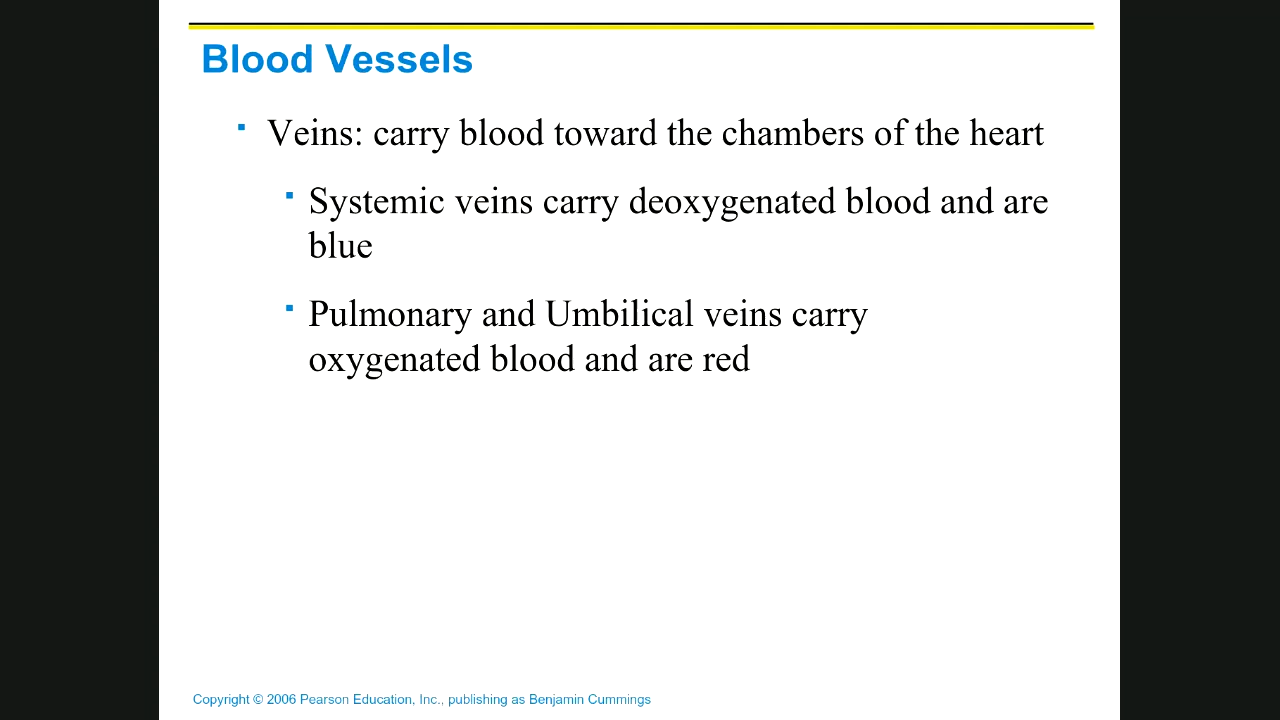 Blood Vessels
Veins: carry blood toward the chambers of the heart
Systemic veins carry deoxygenated blood and are
blue
Pulmonary and Umbilical veins carry
oxygenated blood and are red
Copyright © 2006 Pearson Education, Inc., publishing as Benjamin Cummings